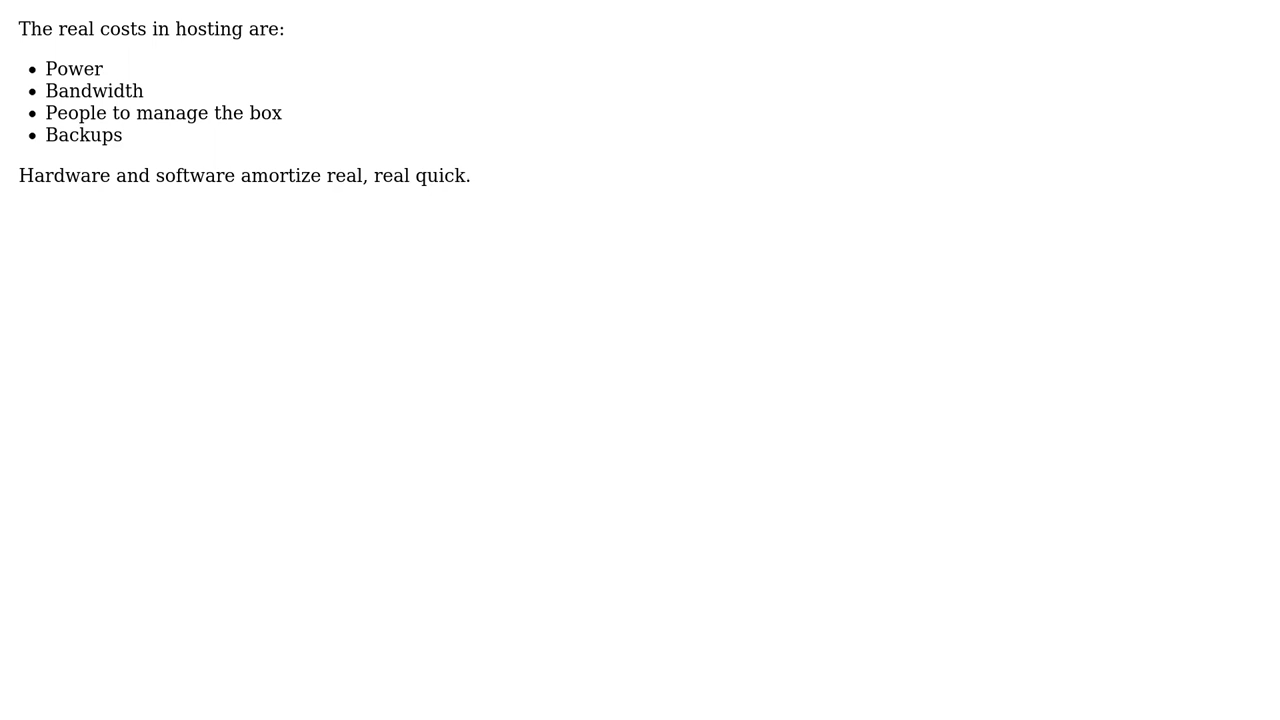 The real costs in hosting are:
• Power
• Bandwidth
• People to manage the box
• Backups
Hardware and software amortize real, real quick.